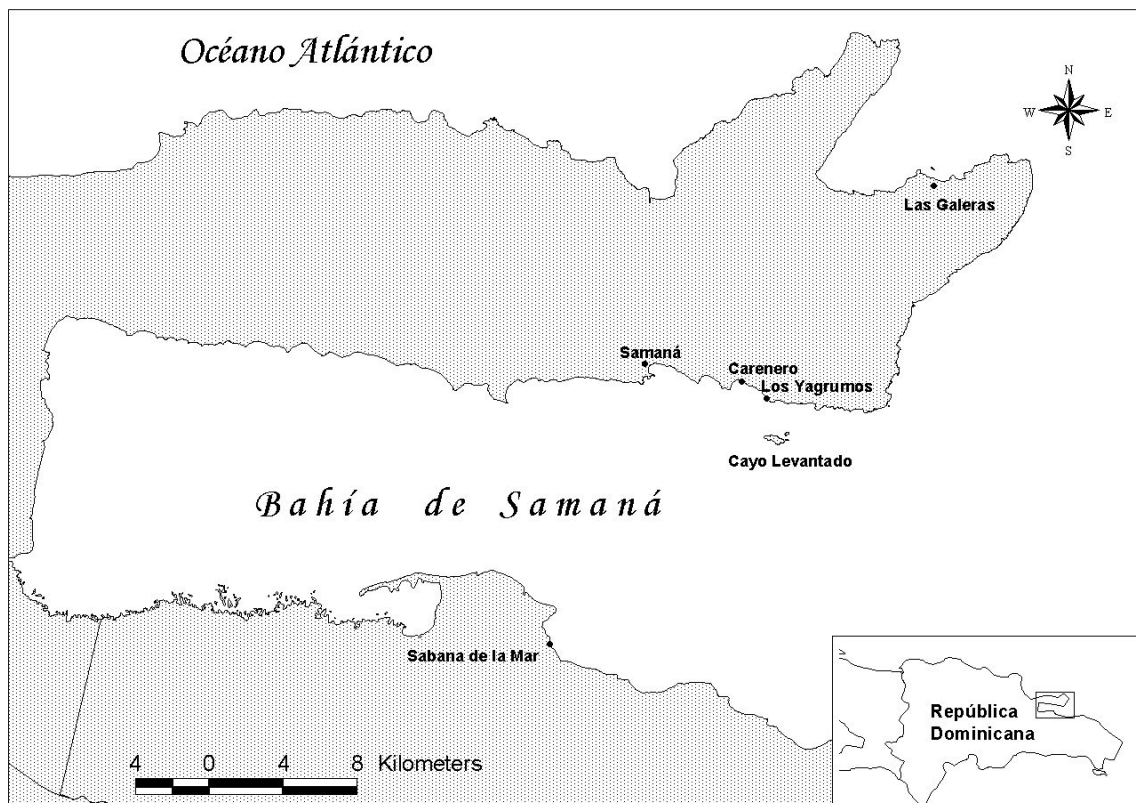 Océano Atlántico
N
W E
S
Las Galeras
Samaná
Carenero
Los Yagrumos
Cayo Levantado
Bahía de Samaná
Sabana de la Mar
República
Dominicana
4 0 4 8 Kilometers